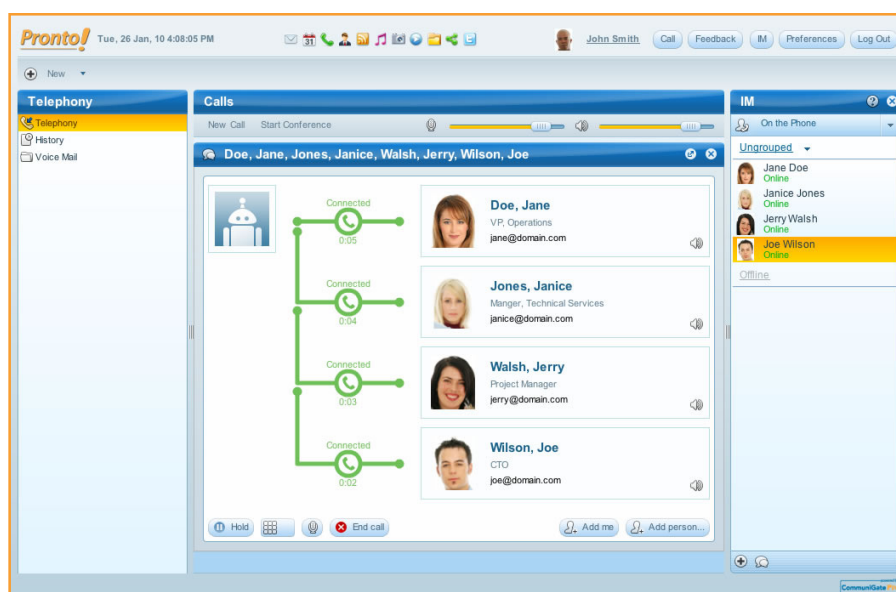 Pronto!
Tue, 26 Jan, 10 4:08:05 PM
31
John Smith
Call
Feedback
IM
Preferences
Log Out
New
Telephony
Telephony
History
Voice Mail
Calls
New Call
Start Conference
Doe, Jane, Jones, Janice, Walsh, Jerry, Wilson, Joe
Connected
0:05
Doe, Jane
VP, Operations
jane@domain.com
Connected
0:04
Jones, Janice
Manger, Technical Services
janice@domain.com
Connected
0:03
Walsh, Jerry
Project Manager
jerry@domain.com
Connected
0:02
Wilson, Joe
CTO
joe@domain.com
Hold
End call
Add me
Add person...
IM
On the Phone
Ungrouped
Jane Doe
Online
Janice Jones
Online
Jerry Walsh
Online
Joe Wilson
Online
Offline
CommuniGate